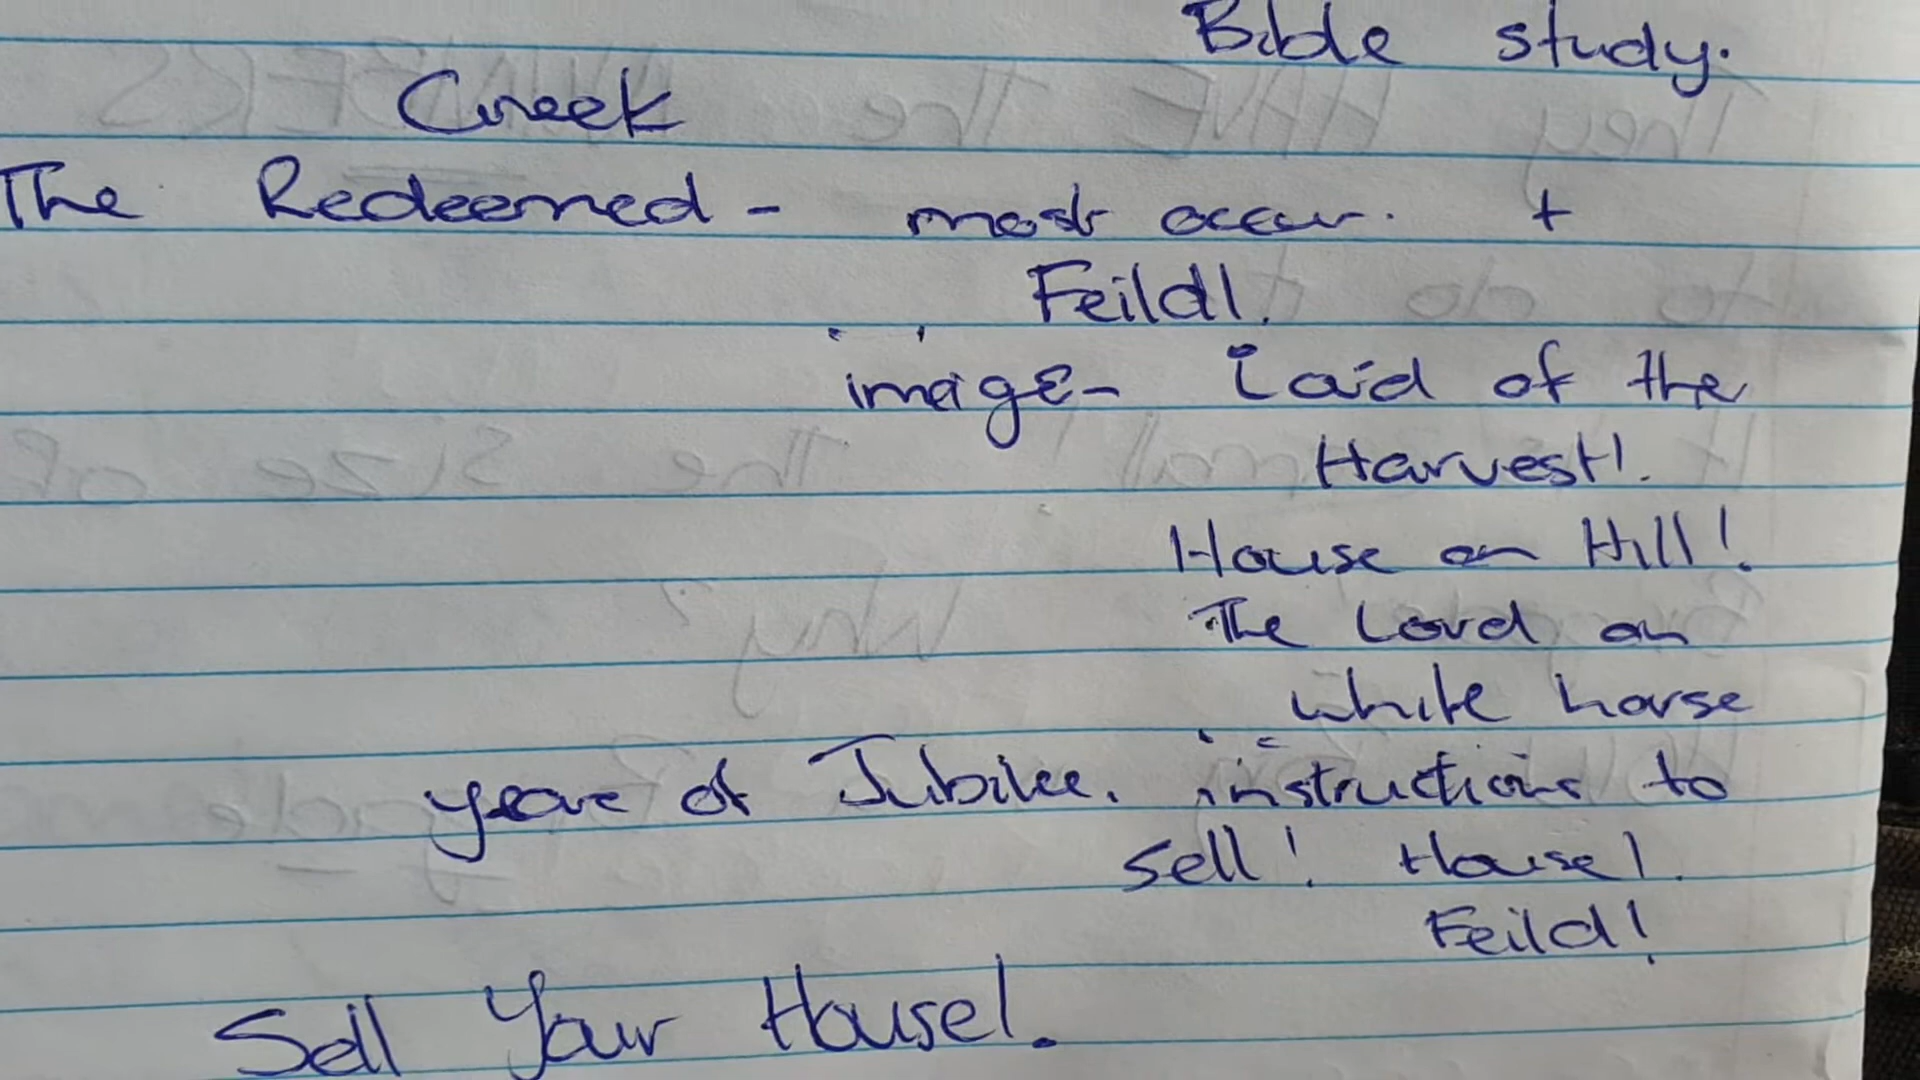 Bible study.
Creek
The Redeemed - most occur. +
Feild!
image - Laid of the
Harvest!
House on Hill!
The Lord on
white horse
year of Jubilee. instructions to
sell! House!
Feild!
Sell Your House!